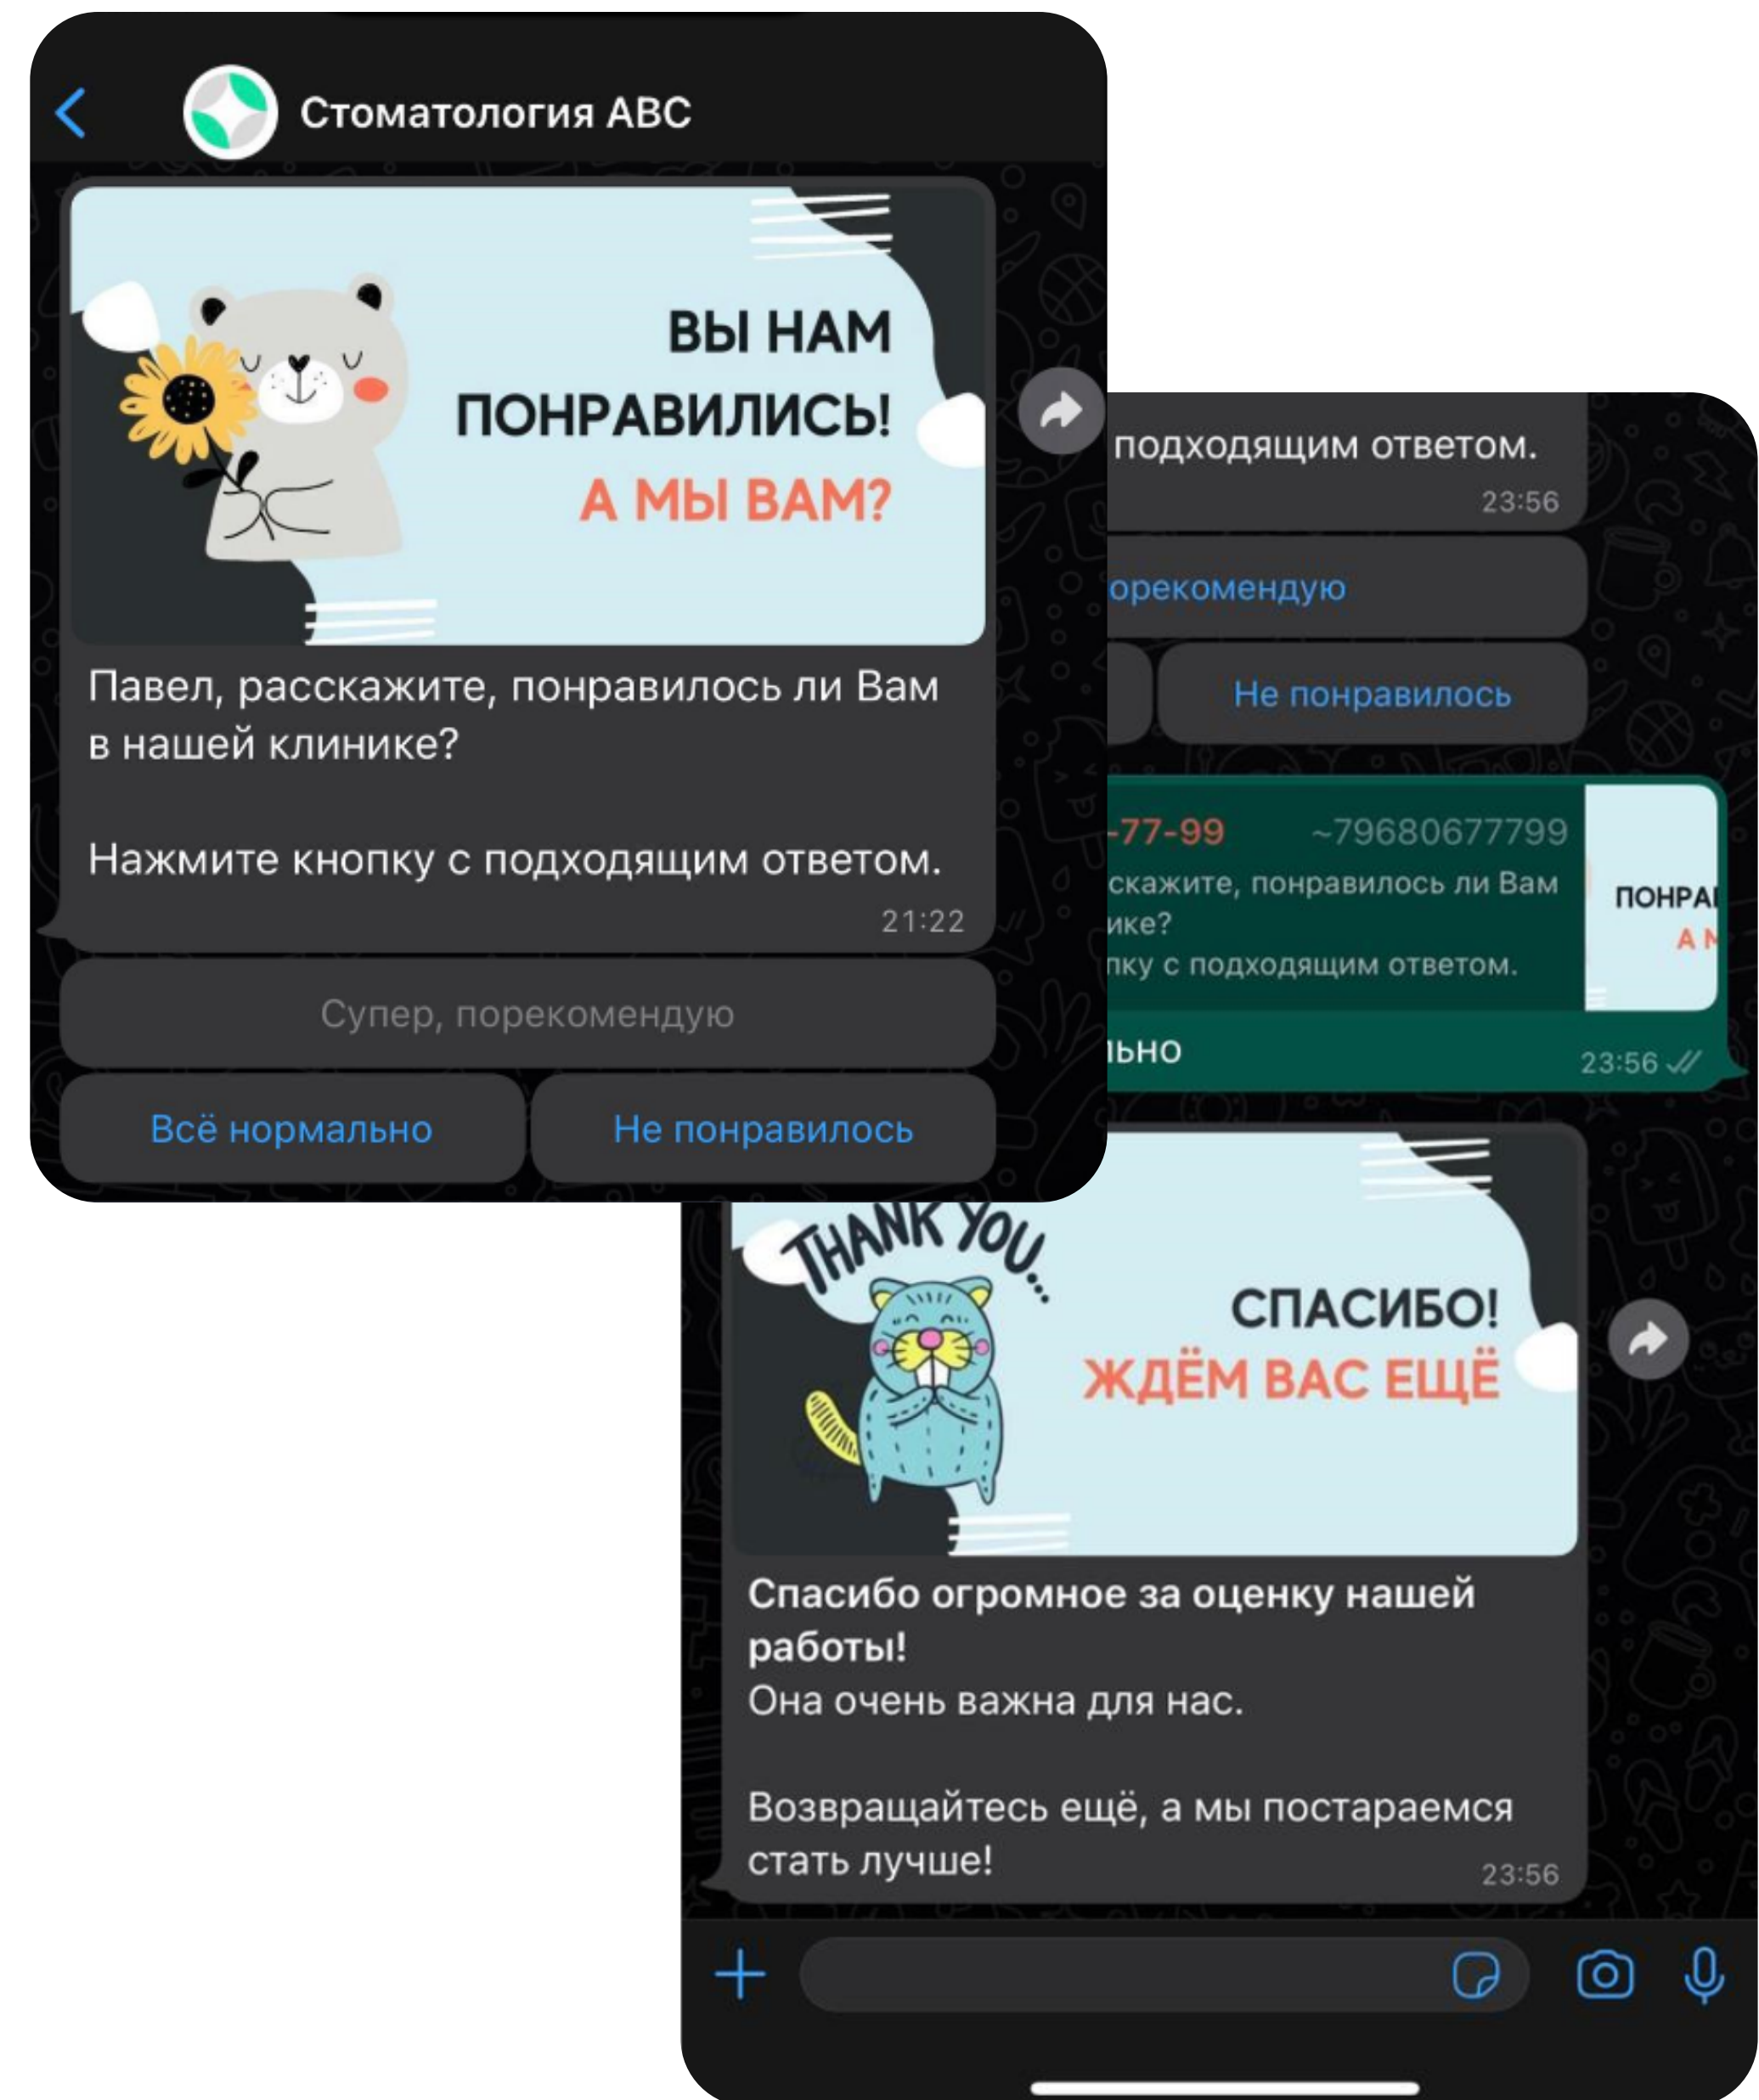 Стоматология АВС
ВЫ НАМ
ПОНРАВИЛИСЬ!
А МЫ ВАМ?
Павел, расскажите, понравилось ли Вам
в нашей клинике?
Нажмите кнопку с подходящим ответом.
21:22
Супер, порекомендую
Всё нормально
Не понравилось
подходящим ответом.
23:56
орекомендую
Не понравилось
-77-99
~79680677799
скажите, понравилось ли Вам
ике?
пку с подходящим ответом.
ПОНРА
А М
льно
23:56
THANK YOU...
СПАСИБО!
ЖДЁМ ВАС ЕЩЁ
Спасибо огромное за оценку нашей
работы!
Она очень важна для нас.
Возвращайтесь ещё, а мы постараемся
стать лучше!
23:56